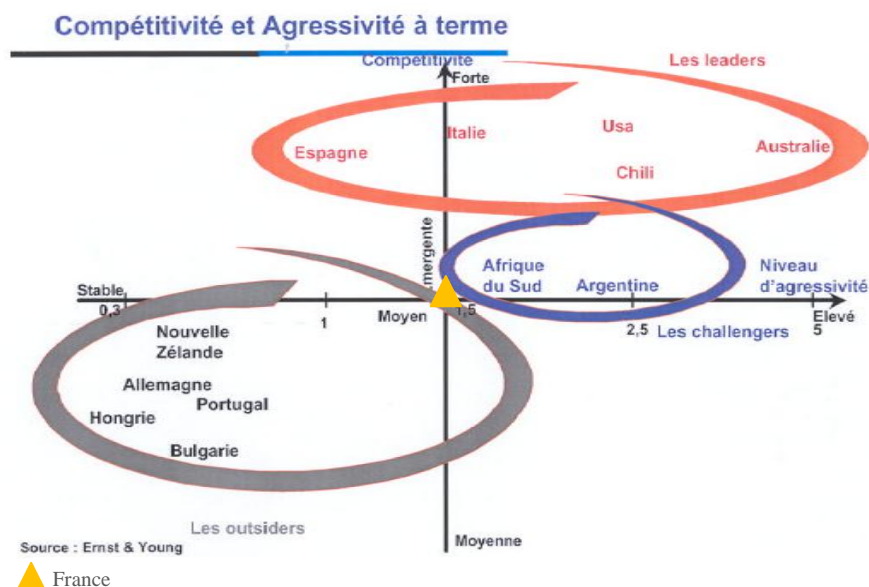 Compétitivité et Agressivité à terme
Compétitivité
Les leaders
Forte
Usa
Italie
Espagne
Australie
Chili
Emergente
Afrique
du Sud
Argentine
Niveau
d'agressivité
Stable
0,3
1
Moyen
1,5
2,5
5
Elevé
Les challengers
Nouvelle
Zélande
Allemagne
Portugal
Hongrie
Bulgarie
Les outsiders
Moyenne
Source : Ernst & Young
France